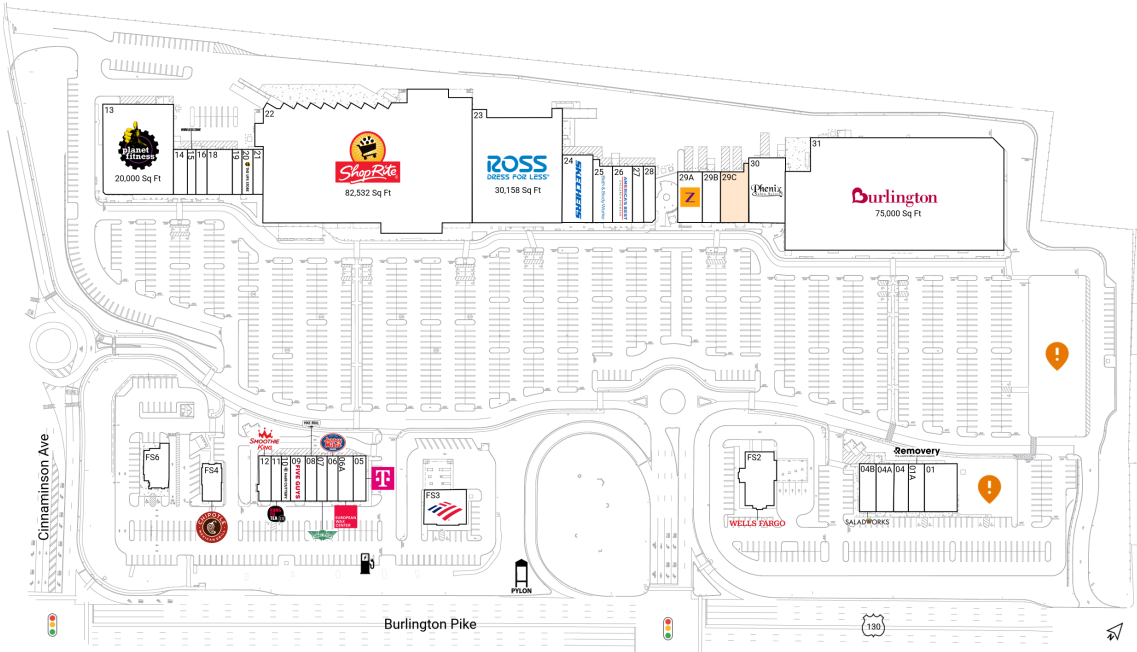 13
planet
fitness
20,000 Sq Ft
14
15
16
18
19
20
21
22
ShopRite
82,532 Sq Ft
23
ROSS
DRESS FOR LESS
30,158 Sq Ft
24
SKECHERS
25
26
AMERICA'S BEST
27
28
29A
Z
29B
29C
30
Phenix
31
Burlington
75,000 Sq Ft
Cinnaminson Ave
FS6
FS4
CHIPOTLE
SMOOTHIE
KING
12
11
10
09
FIVE GUYS
08
07
06
06A
05
T
EUROPEAN
WAX
CENTER
FS3
PYLON
FS2
WELLS FARGO
Removery
04B
04A
04
01A
01
SALADWORKS
Burlington Pike
130